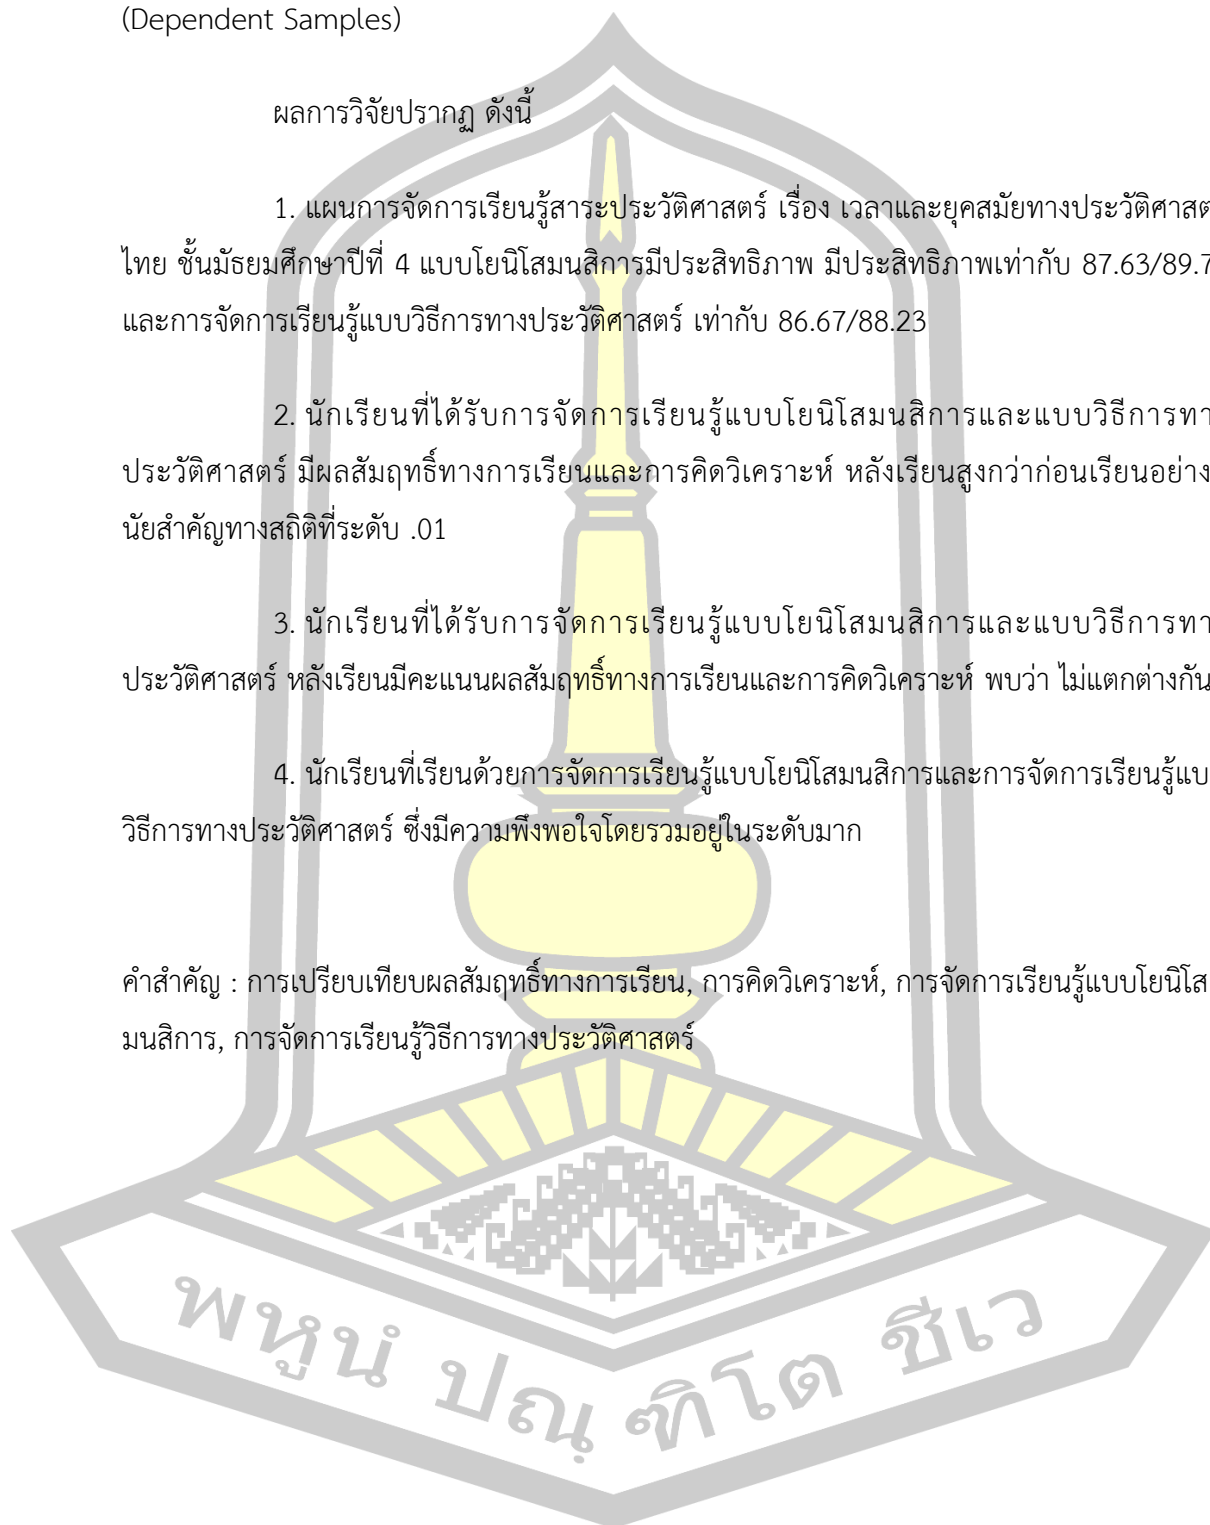 (Dependent Samples)
ผลการวิจัยปรากฏ ดังนี้
1. แผนการจัดการเรียนรู้สาระประวัติศาสตร์ เรื่อง เวลาและยุคสมัยทางประวัติศาสต
ไทย ชั้นมัธยมศึกษาปีที่ 4 แบบโยนิโสมนสิการมีประสิทธิภาพ มีประสิทธิภาพเท่ากับ 87.63/89.7
และการจัดการเรียนรู้แบบวิธีการทางประวัติศาสตร์ เท่ากับ 86.67/88.23
2. นักเรียนที่ได้รับการจัดการเรียนรู้แบบโยนิโสมนสิการและแบบวิธีการทา
ประวัติศาสตร์ มีผลสัมฤทธิ์ทางการเรียนและการคิดวิเคราะห์ หลังเรียนสูงกว่าก่อนเรียนอย่าง
นัยสำคัญทางสถิติที่ระดับ .01
3. นักเรียนที่ได้รับการจัดการเรียนรู้แบบโยนิโสมนสิการและแบบวิธีการทา
ประวัติศาสตร์ หลังเรียนมีคะแนนผลสัมฤทธิ์ทางการเรียนและการคิดวิเคราะห์ พบว่า ไม่แตกต่างกัน
4. นักเรียนที่เรียนด้วยการจัดการเรียนรู้แบบโยนิโสมนสิการและการจัดการเรียนรู้แบ
วิธีการทางประวัติศาสตร์ ซึ่งมีความพึงพอใจโดยรวมอยู่ในระดับมาก
คำสำคัญ : การเปรียบเทียบผลสัมฤทธิ์ทางการเรียน, การคิดวิเคราะห์, การจัดการเรียนรู้แบบโยนิโส
มนสิการ, การจัดการเรียนรู้วิธีการทางประวัติศาสตร์
พหูนํ ปณฺฑิโต ชีเว